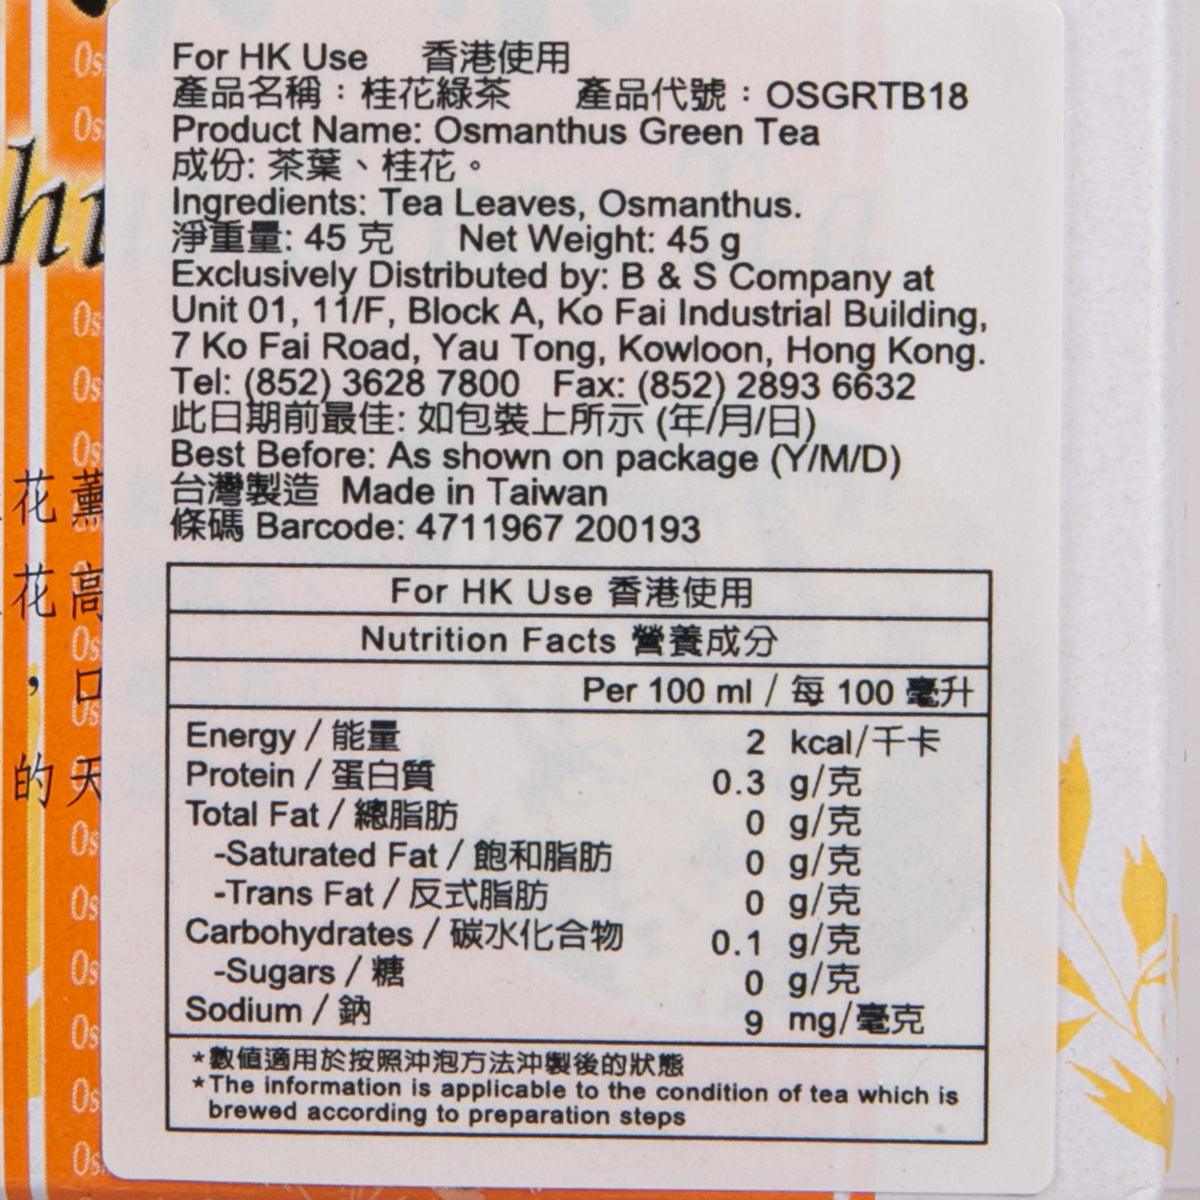 For HK Use 香港使用
產品名稱：桂花綠茶 產品代號：OSGRTB18
Product Name: Osmanthus Green Tea
成份: 茶葉、桂花。
Ingredients: Tea Leaves, Osmanthus.
淨重量: 45 克 Net Weight: 45 g
Exclusively Distributed by: B & S Company at
Unit 01, 11/F, Block A, Ko Fai Industrial Building,
7 Ko Fai Road, Yau Tong, Kowloon, Hong Kong.
Tel: (852) 3628 7800 Fax: (852) 2893 6632
此日期前最佳: 如包裝上所示 (年/月/日)
Best Before: As shown on package (Y/M/D)
台灣製造 Made in Taiwan
條碼 Barcode: 4711967 200193
For HK Use 香港使用
Nutrition Facts 營養成分
Per 100 ml / 每 100 毫升
Energy / 能量 2 kcal/千卡
Protein / 蛋白質 0.3 g/克
Total Fat / 總脂肪 0 g/克
-Saturated Fat / 飽和脂肪 0 g/克
-Trans Fat / 反式脂肪 0 g/克
Carbohydrates / 碳水化合物 0.1 g/克
-Sugars / 糖 0 g/克
Sodium / 鈉 9 mg/毫克
*數值適用於按照沖泡方法沖製後的狀態
*The information is applicable to the condition of tea which is
brewed according to preparation steps
花薰
花高
，口
的天